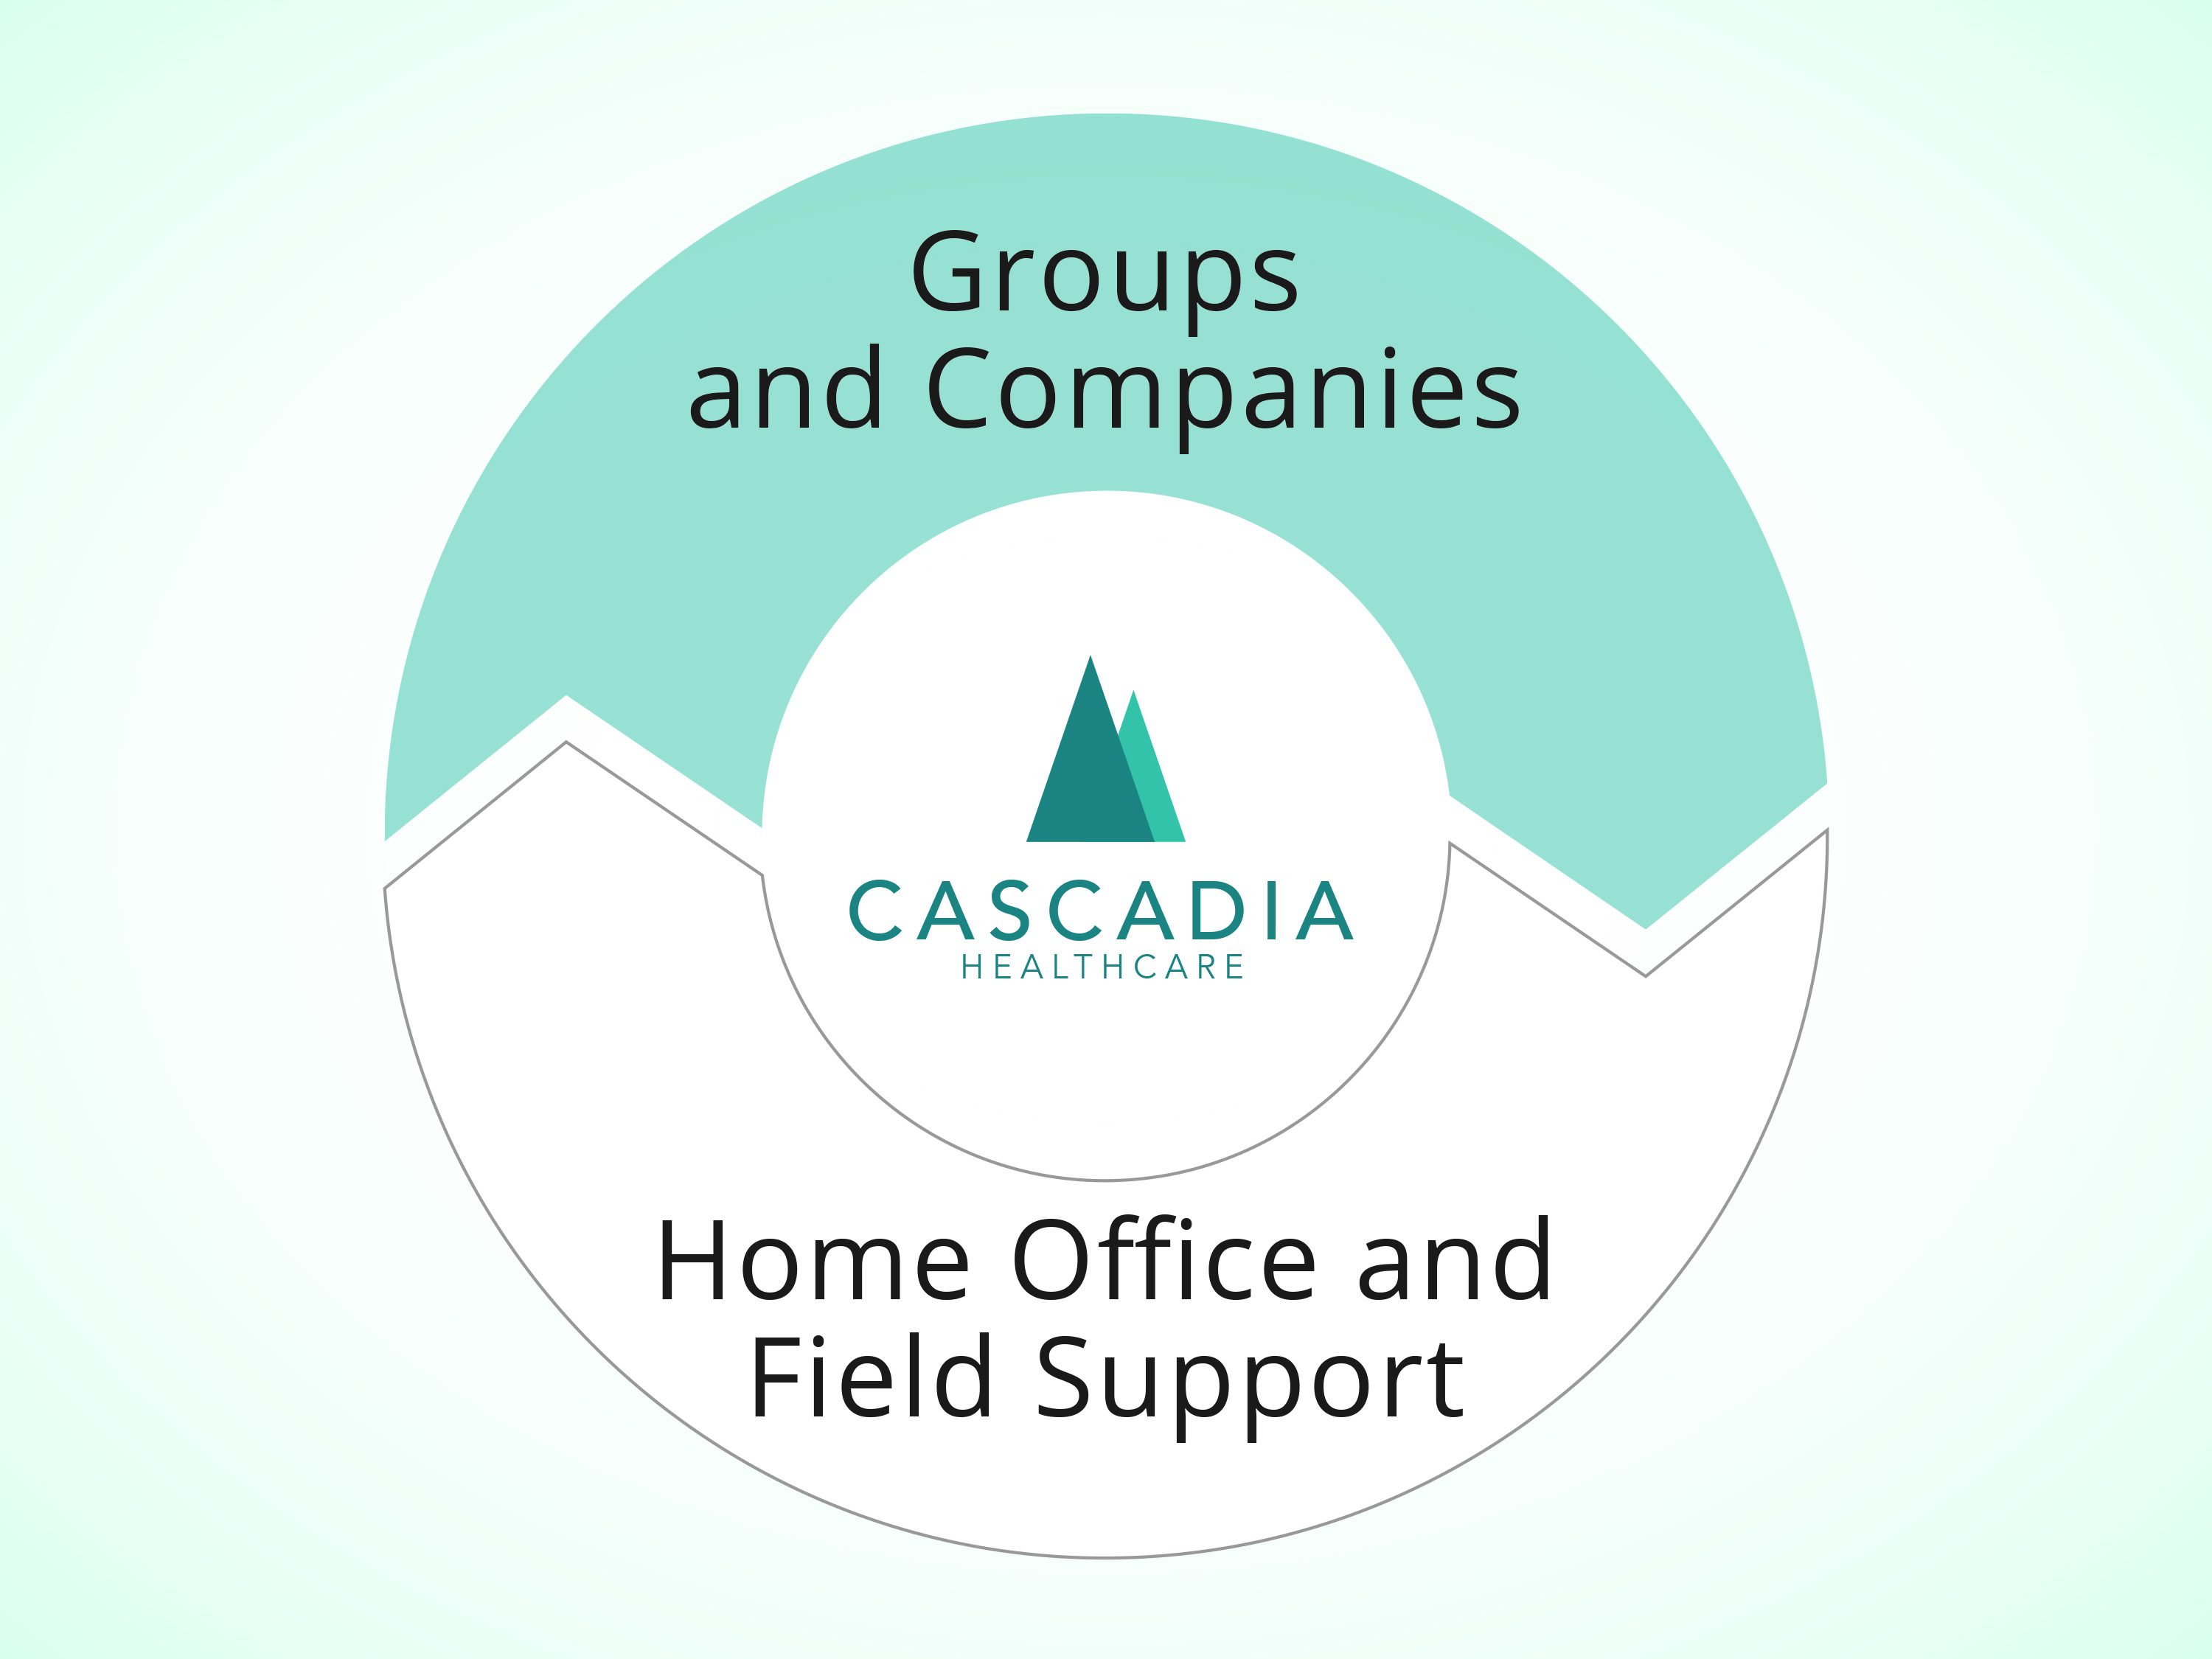 Groups
and Companies
CASCADIA
HEALTHCARE
Home Office and
Field Support